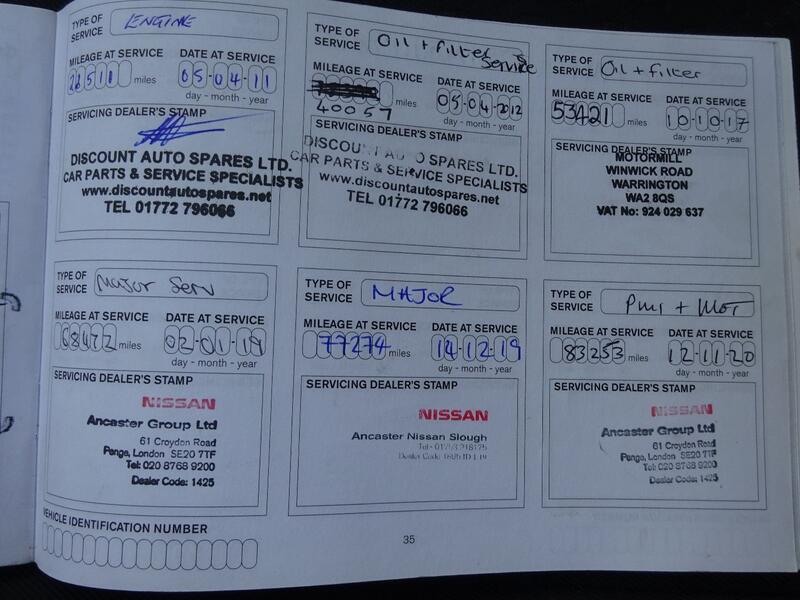 TYPE OF SERVICE ENGINE
MILEAGE AT SERVICE DATE AT SERVICE
miles 05-04-11
day - month - year
SERVICING DEALER'S STAMP
DISCOUNT AUTO SPARES LTD.
CAR PARTS & SERVICE SPECIALISTS
www.discountautospares.net
TEL 01772 796066
TYPE OF SERVICE Oil + Filter Service
MILEAGE AT SERVICE DATE AT SERVICE
miles 05-04-2012
40057
day - month - year
SERVICING DEALER'S STAMP
DISCOUNT AUTO SPARES LTD.
CAR PARTS & SERVICE SPECIALISTS
www.discountautospares.net
TEL 01772 796066
TYPE OF SERVICE Oil + Filter
MILEAGE AT SERVICE DATE AT SERVICE
53421 miles 10-10-17
day - month - year
SERVICING DEALER'S STAMP
MOTORMILL
WINWICK ROAD
WARRINGTON
WA2 8QS
VAT No: 924 029 637
TYPE OF SERVICE Major Serv
MILEAGE AT SERVICE DATE AT SERVICE
68472 miles 02-01-19
day - month - year
SERVICING DEALER'S STAMP
NISSAN
Ancaster Group Ltd
61 Croydon Road
Penge, London SE20 7TF
Tel: 020 8768 9200
Dealer Code: 1425
TYPE OF SERVICE MAJOR
MILEAGE AT SERVICE DATE AT SERVICE
77274 miles 14-12-19
day - month - year
SERVICING DEALER'S STAMP
NISSAN
Ancaster Nissan Slough
Dealer Code
TYPE OF SERVICE + MOT
MILEAGE AT SERVICE DATE AT SERVICE
83253 miles 12-11-20
day - month - year
SERVICING DEALER'S STAMP
NISSAN
Ancaster Group Ltd
61 Croydon Road
Penge, London SE20 7TF
Tel: 020 8768 9200
Dealer Code: 1425
VEHICLE IDENTIFICATION NUMBER
35